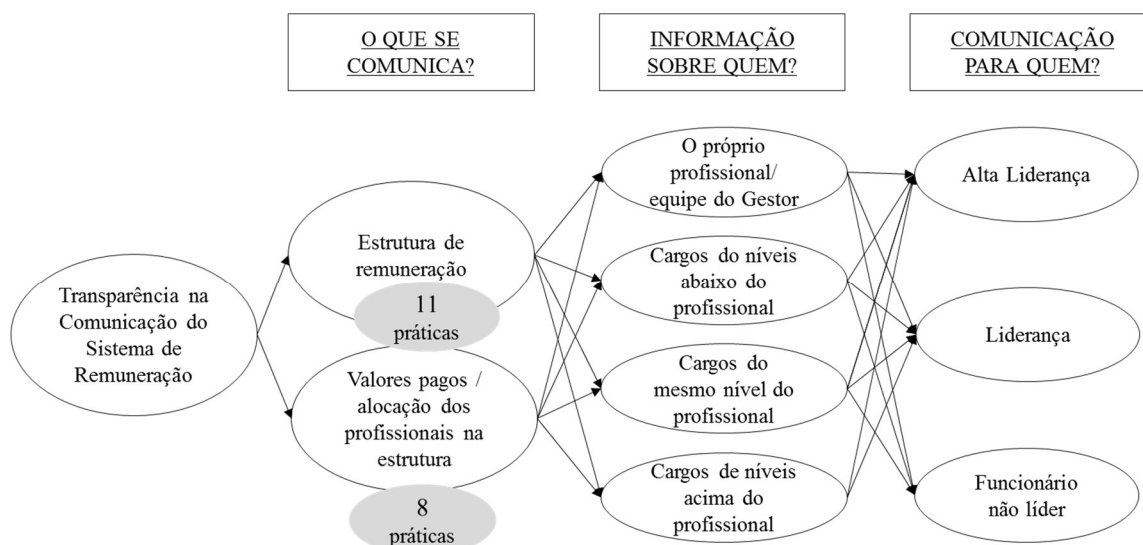 O QUE SE
COMUNICA?
INFORMAÇÃO
SOBRE QUEM?
COMUNICAÇÃO
PARA QUEM?
Transparência na
Comunicação do
Sistema de
Remuneração
Estrutura de
remuneração
11
práticas
Valores pagos /
alocação dos
profissionais na
estrutura
8
práticas
O próprio
profissional/
equipe do Gestor
Cargos do níveis
abaixo do
profissional
Cargos do
mesmo nível do
profissional
Cargos de níveis
acima do
profissional
Alta Liderança
Liderança
Funcionário
não líder